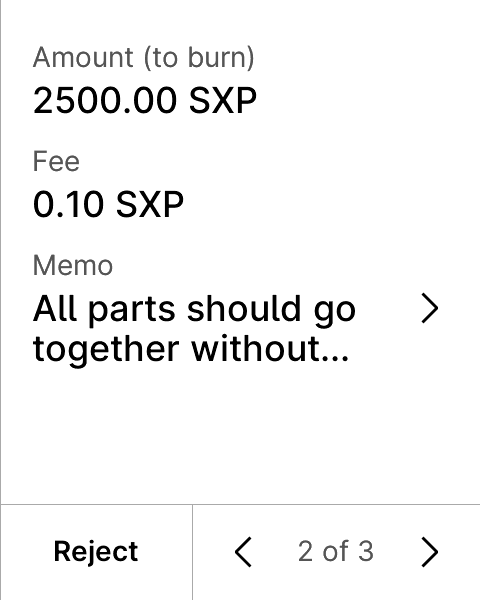 Amount (to burn)
2500.00 SXP
Fee
0.10 SXP
Memo
All parts should go
together without...
Reject
2 of 3